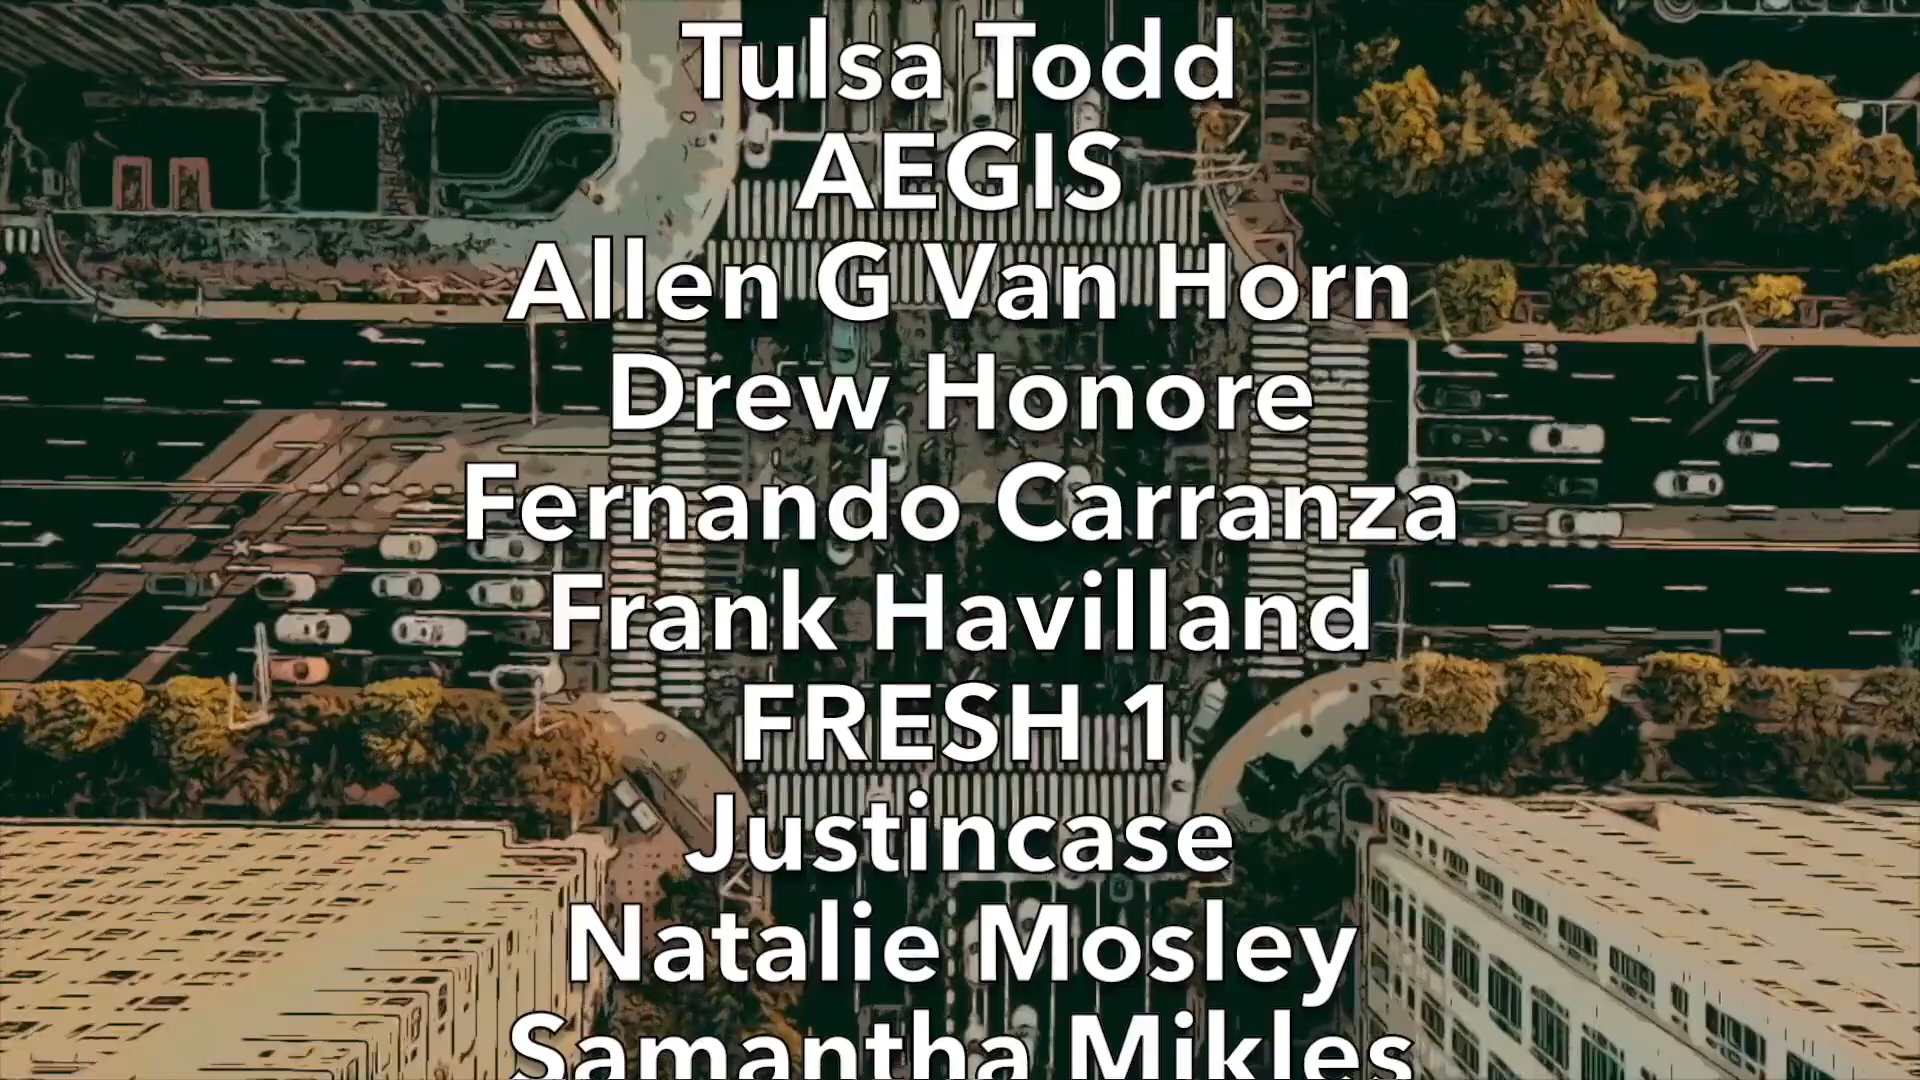 Tulsa Todd
AEGIS
Allen G Van Horn
Drew Honore
Fernando Carranza
Frank Havilland
FRESH 1
Justincase
Natalie Mosley
Samantha Mikles